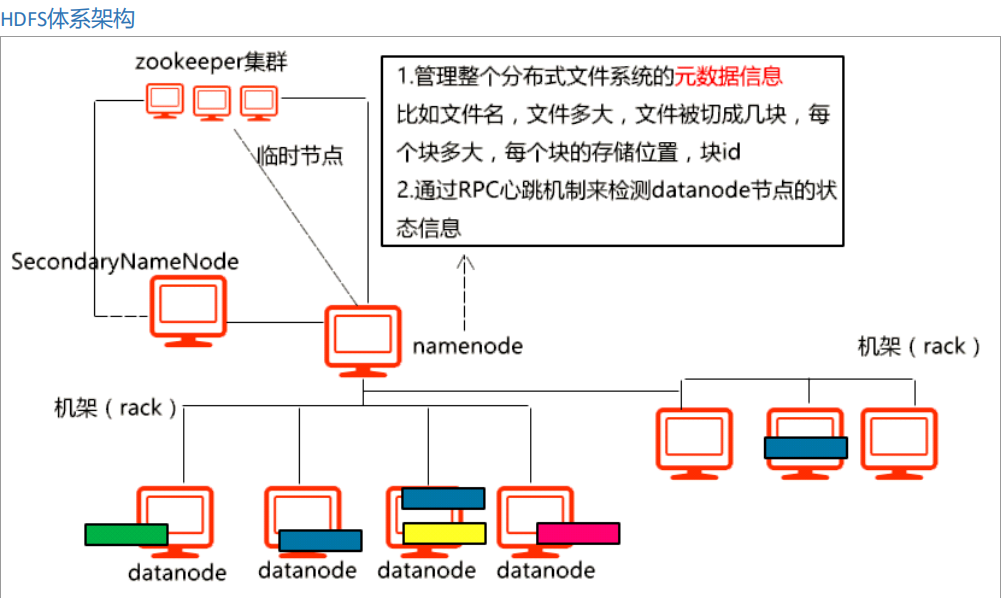 HDFS体系架构
zookeeper集群
1.管理整个分布式文件系统的元数据信息
比如文件名，文件多大，文件被切成几块，每
个块多大，每个块的存储位置，块id
2.通过RPC心跳机制来检测datanode节点的状
态信息
临时节点
SecondaryNameNode
namenode
机架（rack）
机架（rack）
datanode
datanode
datanode
datanode